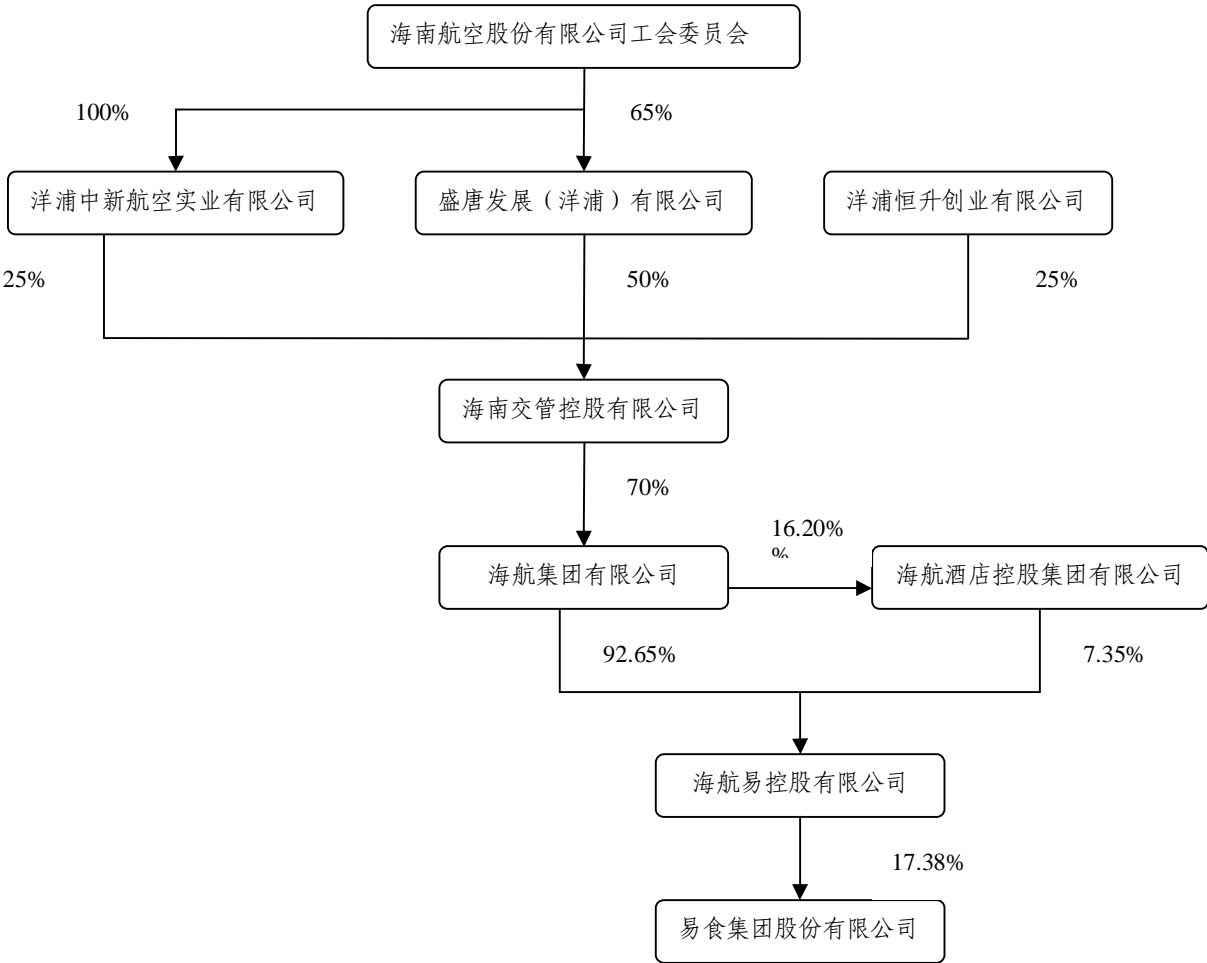 海南航空股份有限公司工会委员会
100%
65%
洋浦中新航空实业有限公司
盛唐发展（洋浦）有限公司
洋浦恒升创业有限公司
25%
50%
25%
海南交管控股有限公司
70%
16.20%
%
海航集团有限公司
海航酒店控股集团有限公司
92.65%
7.35%
海航易控股有限公司
17.38%
易食集团股份有限公司